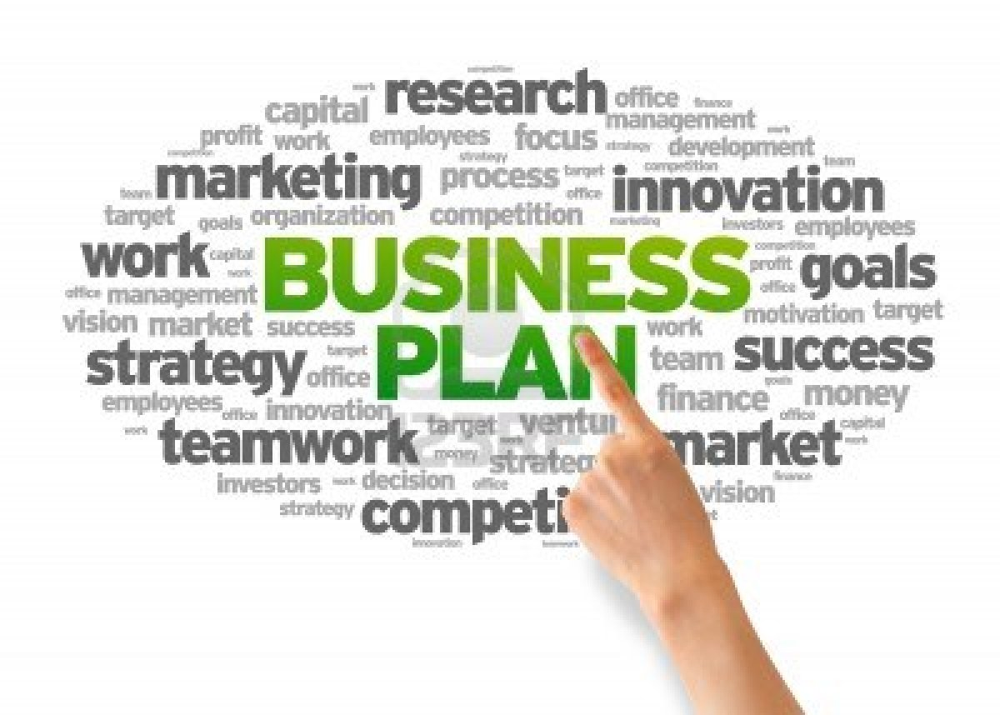 competition
work research office finance
capital management
profit work employees focus strategy development work
competition strategy competition team
marketing process target innovation
team office
target goals organization competition marketing investors employees
work capital BUSINESS competition
work profit goals
office management office
vision market success motivation target
strategy target PLAN work
office team success
employees finance goals money
office innovation office
work teamwork target ventu market capital
work work
money strateg
investors work decision office finance
vision
strategy competi
innovation teamwork